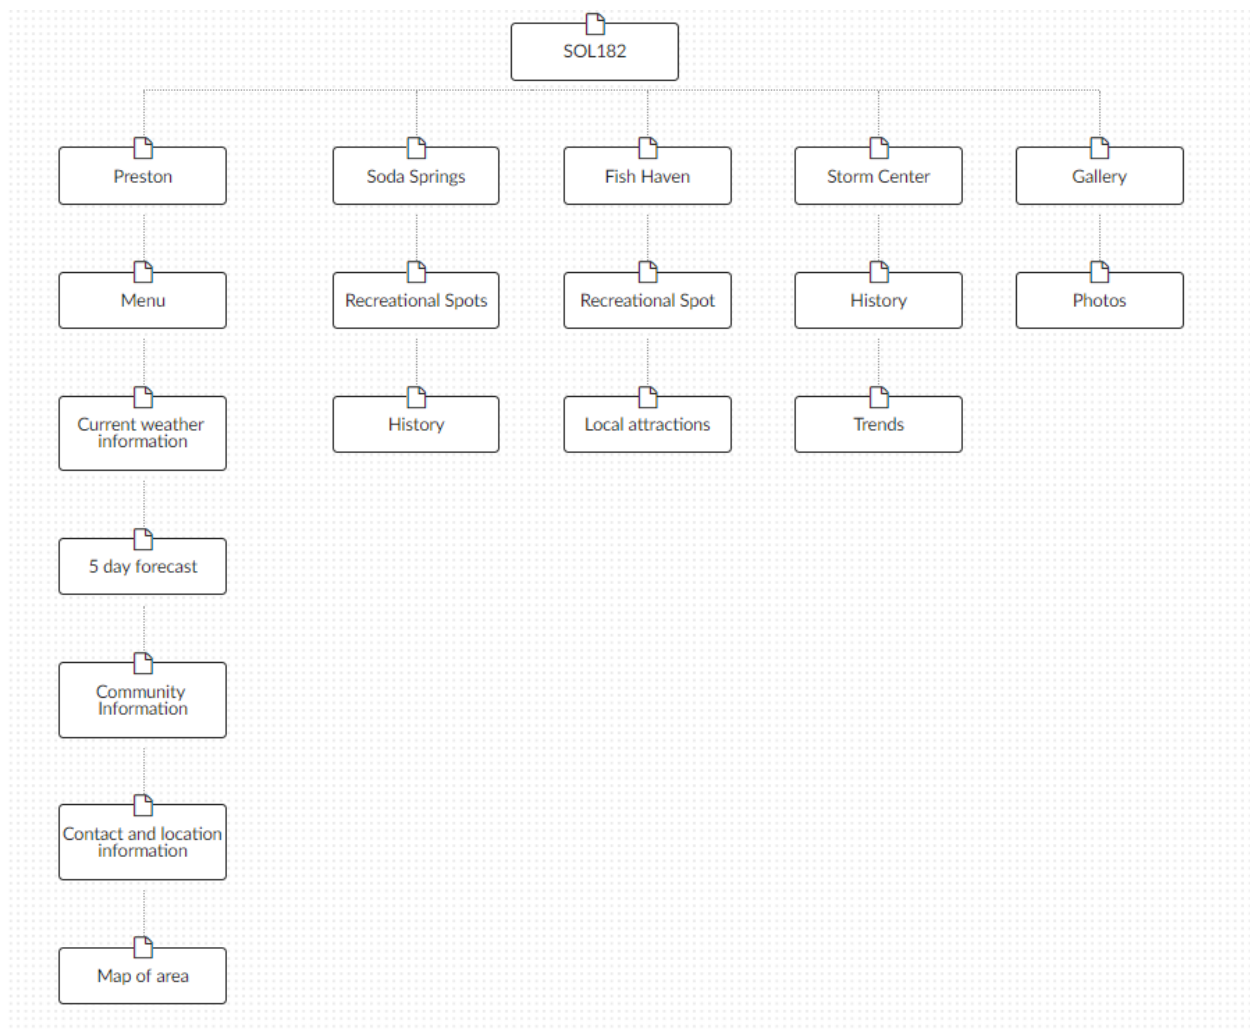 SOL182
Preston
Soda Springs
Fish Haven
Storm Center
Gallery
Menu
Recreational Spots
Recreational Spot
History
Photos
Current weather
information
History
Local attractions
Trends
5 day forecast
Community
Information
Contact and location
information
Map of area